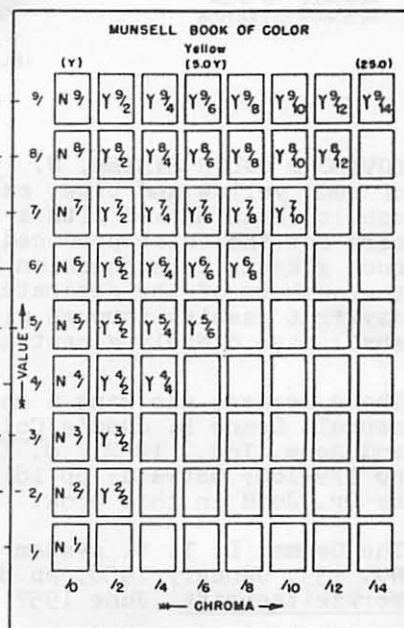 MUNSELL BOOK OF COLOR
Yellow
(Y) (5.0Y) (25.0)
9/ N 9/ Y 9/2 Y 9/4 Y 9/6 Y 9/8 Y 9/10 Y 9/12 Y 9/14
8/ N 8/ Y 8/2 Y 8/4 Y 8/6 Y 8/8 Y 8/10 Y 8/12
7/ N 7/ Y 7/2 Y 7/4 Y 7/6 Y 7/8 Y 7/10
6/ N 6/ Y 6/2 Y 6/4 Y 6/6 Y 6/8
5/ N 5/ Y 5/2 Y 5/4 Y 5/6
4/ N 4/ Y 4/2 Y 4/4
3/ N 3/ Y 3/2
2/ N 2/ Y 2/2
1/ N 1/
VALUE
/0 /2 /4 /6 /8 /10 /12 /14
CHROMA